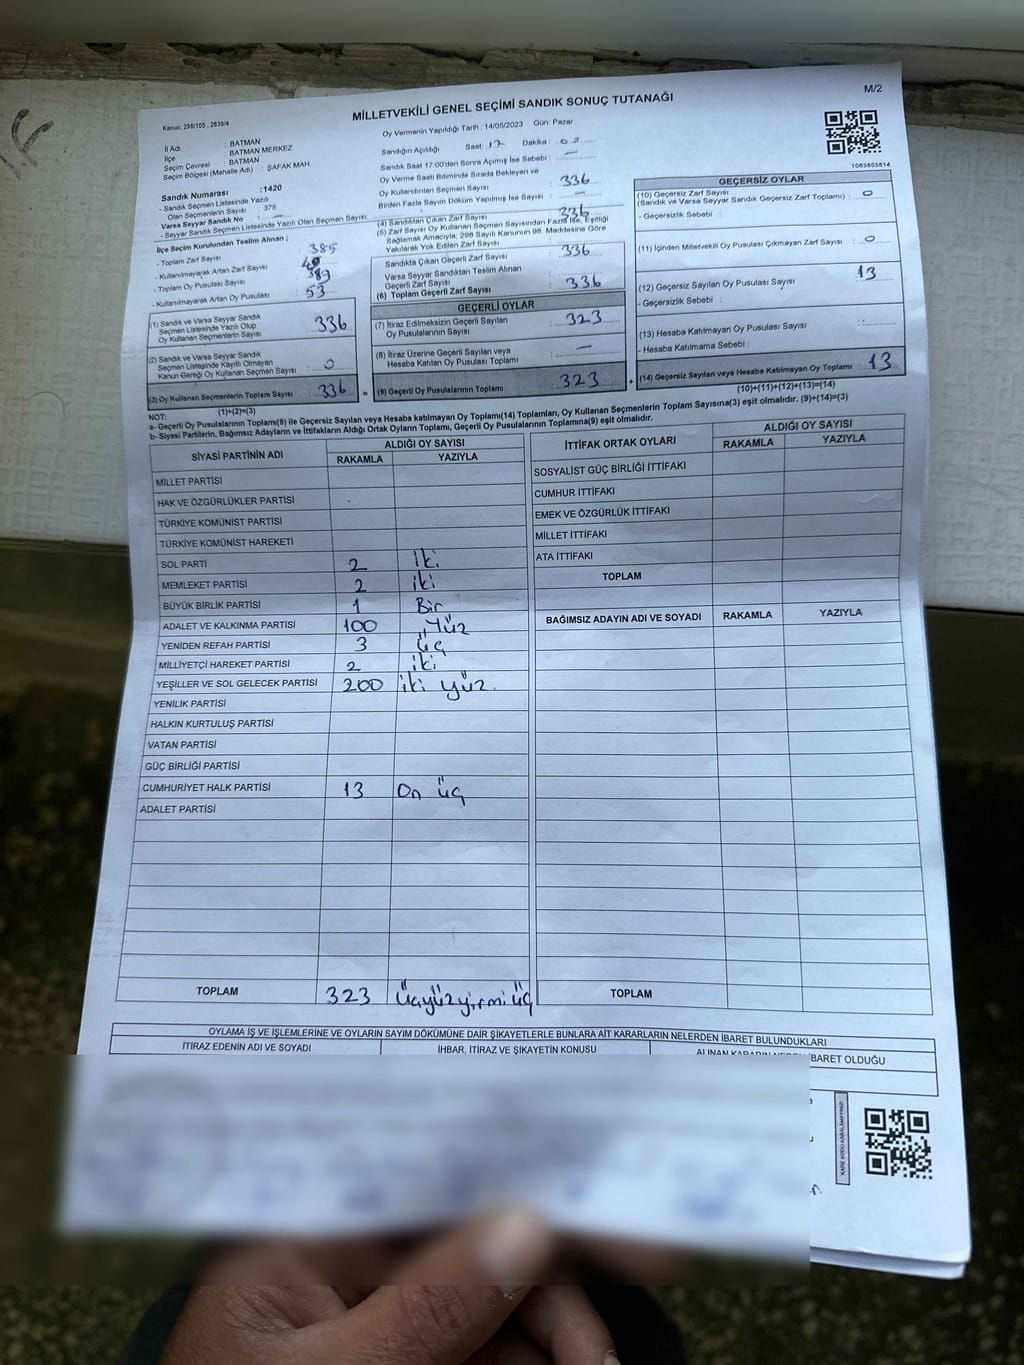 MİLLETVEKİLİ GENEL SEÇİMİ SANDIK SONUÇ TUTANAĞI
M/2
Kanun: 298/105 , 2839/4
Oy Vermenin Yapıldığı Tarih : 14/05/2023 Gün: Pazar
İl Adı : BATMAN
İlçe : BATMAN MERKEZ
Seçim Çevresi : BATMAN
Seçim Bölgesi (Mahalle Adı) : ŞAFAK MAH
Sandık Numarası :1420
- Sandık Seçmen Listesinde Yazılı
Olan Seçmenlerin Sayısı : 375
Varsa Seyyar Sandık No :
- Seyyar Sandık Seçmen Listesinde Yazılı Olan Seçmen Sayısı:
Sandığın Açıldığı Saat: 17 Dakika :
Sandık Saat 17:00'den Sonra Açılmış İse Sebebi :
Oy Verme Saati Bitiminde Sırada Bekleyen ve
Oy Kullandırılan Seçmen Sayısı : 336
Birden Fazla Sayım Döküm Yapılmış İse Sayısı :
1083653814
İlçe Seçim Kurulundan Teslim Alınan ;
- Toplam Zarf Sayısı : 385
- Kullanılmayarak Artan Zarf Sayısı
- Toplam Oy Pusulası Sayısı : 387
- Kullanılmayarak Artan Oy Pusulası : 53
(1) Sandık ve Varsa Seyyar Sandık
Seçmen Listesinde Yazılı Olup
Oy Kullanan Seçmenlerin Sayısı : 336
(2) Sandık ve Varsa Seyyar Sandık
Seçmen Listesinde Kayıtlı Olmayan
Kanun Gereği Oy Kullanan Seçmen Sayısı : 0
(3) Oy Kullanan Seçmenlerin Toplam Sayısı : 336
(1)+(2)=(3)
(4) Sandıktan Çıkan Zarf Sayısı : 336
(5) Zarf Sayısı Oy Kullanan Seçmen Sayısından Fazla İse, Eşitliği
Sağlamak Amacıyla; 298 Sayılı Kanunun 98. Maddesine Göre
Yakılarak Yok Edilen Zarf Sayısı :
Sandıkta Çıkan Geçerli Zarf Sayısı : 336
Varsa Seyyar Sandıktan Teslim Alınan
Geçerli Zarf Sayısı :
(6) Toplam Geçerli Zarf Sayısı : 336
GEÇERLİ OYLAR
(7) İtiraz Edilmeksizin Geçerli Sayılan
Oy Pusulalarının Sayısı : 323
(8) İtiraz Üzerine Geçerli Sayılan veya
Hesaba Katılan Oy Pusulası Toplamı : —
= (9) Geçerli Oy Pusulalarının Toplamı : 323
GEÇERSİZ OYLAR
(10) Geçersiz Zarf Sayısı
(Sandık ve Varsa Seyyar Sandık Geçersiz Zarf Toplamı) : 0
- Geçersizlik Sebebi :
(11) İçinden Milletvekili Oy Pusulası Çıkmayan Zarf Sayısı : 0
(12) Geçersiz Sayılan Oy Pusulası Sayısı : 13
- Geçersizlik Sebebi :
(13) Hesaba Katılmayan Oy Pusulası Sayısı :
- Hesaba Katılmama Sebebi :
+ (14) Geçersiz Sayılan veya Hesaba Katılmayan Oy Toplamı : 13
(10)+(11)+(12)+(13)=(14)
NOT:
a- Geçerli Oy Pusulalarının Toplamı(9) ile Geçersiz Sayılan veya Hesaba katılmayan Oy Toplamı(14) Toplamları, Oy Kullanan Seçmenlerin Toplam Sayısına(3) eşit olmalıdır. (9)+(14)=(3)
b- Siyasi Partilerin, Bağımsız Adayların ve İttifakların Aldığı Ortak Oyların Toplamı, Geçerli Oy Pusulalarının Toplamına(9) eşit olmalıdır.
SİYASİ PARTİNİN ADI
ALDIĞI OY SAYISI
RAKAMLA YAZIYLA
MİLLET PARTİSİ
HAK VE ÖZGÜRLÜKLER PARTİSİ
TÜRKİYE KOMÜNİST PARTİSİ
TÜRKİYE KOMÜNİST HAREKETİ
SOL PARTİ 2 iki
MEMLEKET PARTİSİ 2 iki
BÜYÜK BİRLİK PARTİSİ 1 Bir
ADALET VE KALKINMA PARTİSİ 100 Yüz
YENİDEN REFAH PARTİSİ 3 üç
MİLLİYETÇİ HAREKET PARTİSİ 2 iki
YEŞİLLER VE SOL GELECEK PARTİSİ 200 iki yüz
YENİLİK PARTİSİ
HALKIN KURTULUŞ PARTİSİ
VATAN PARTİSİ
GÜÇ BİRLİĞİ PARTİSİ
CUMHURİYET HALK PARTİSİ 13 On üç
ADALET PARTİSİ
TOPLAM 323 üçyüzyirmiüç
İTTİFAK ORTAK OYLARI
ALDIĞI OY SAYISI
RAKAMLA YAZIYLA
SOSYALİST GÜÇ BİRLİĞİ İTTİFAKI
CUMHUR İTTİFAKI
EMEK VE ÖZGÜRLÜK İTTİFAKI
MİLLET İTTİFAKI
ATA İTTİFAKI
TOPLAM
BAĞIMSIZ ADAYIN ADI VE SOYADI RAKAMLA YAZIYLA
TOPLAM
OYLAMA İŞ VE İŞLEMLERİNE VE OYLARIN SAYIM DÖKÜMÜNE DAİR ŞİKAYETLERLE BUNLARA AİT KARARLARIN NELERDEN İBARET BULUNDUKLARI
İTİRAZ EDENİN ADI VE SOYADI İHBAR, İTİRAZ VE ŞİKAYETİN KONUSU ALINAN KARARIN NEDEN İBARET OLDUĞU
KARE KODU KARALAMAYINIZ!